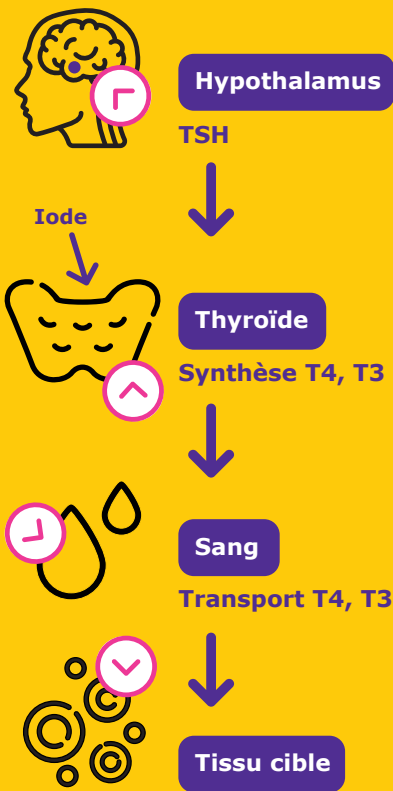 Hypothalamus
TSH
Iode
Thyroïde
Synthèse T4, T3
Sang
Transport T4, T3
Tissu cible